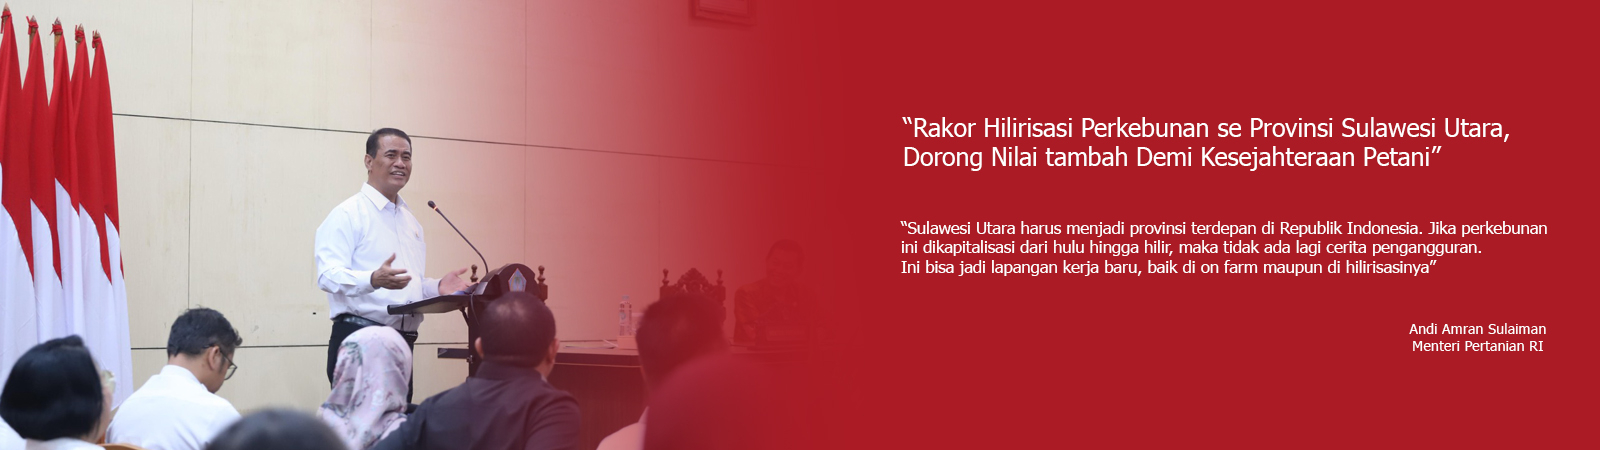 “Rakor Hilirisasi Perkebunan se Provinsi Sulawesi Utara,
Dorong Nilai tambah Demi Kesejahteraan Petani”
“Sulawesi Utara harus menjadi provinsi terdepan di Republik Indonesia. Jika perkebunan
ini dikapitalisasi dari hulu hingga hilir, maka tidak ada lagi cerita pengangguran.
Ini bisa jadi lapangan kerja baru, baik di on farm maupun di hilirisasinya”
Andi Amran Sulaiman
Menteri Pertanian RI